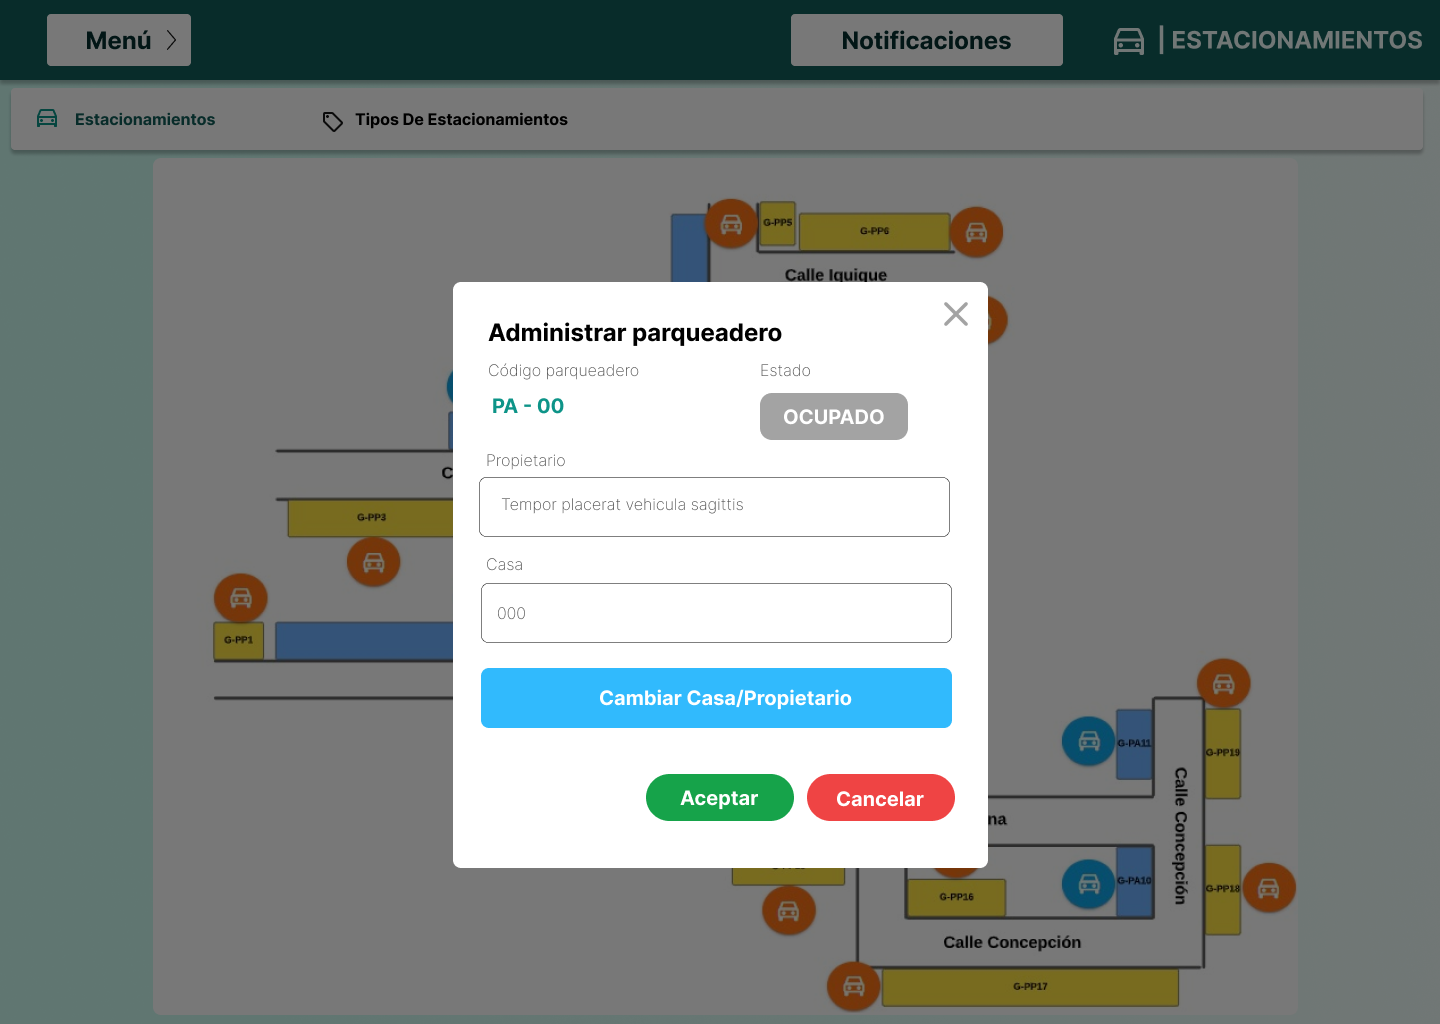 Menú
Notificaciones
| ESTACIONAMIENTOS
Estacionamientos
Tipos De Estacionamientos
G-PP5
G-PP6
Calle Iquique
Administrar parqueadero
Código parqueadero
Estado
PA - 00
OCUPADO
Propietario
Tempor placerat vehicula sagittis
Casa
000
Cambiar Casa/Propietario
Aceptar
Cancelar
C
G-PP3
G-PP1
G-PA11
G-PP19
Calle Concepción
na
G-PA10
G-PP18
G-PP16
Calle Concepción
G-PP17